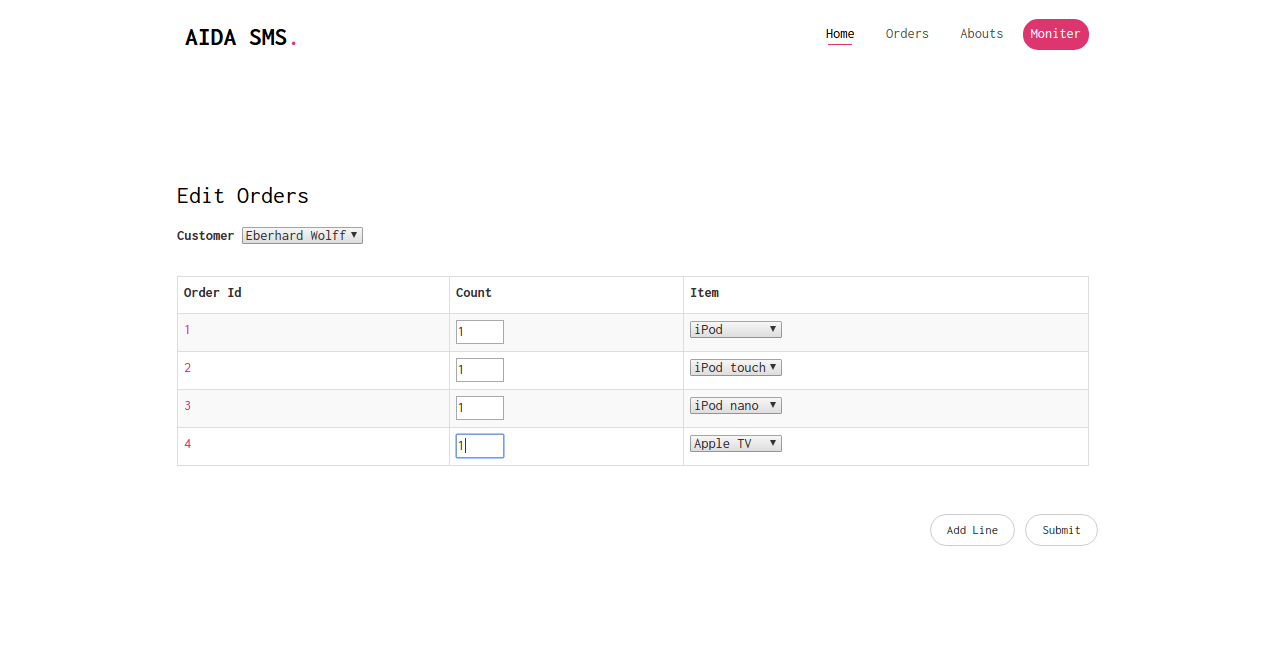 AIDA SMS.
Home Orders Abouts Moniter
Edit Orders
Customer Eberhard Wolff
Order Id Count Item
1 1 iPod
2 1 iPod touch
3 1 iPod nano
4 1 Apple TV
Add Line Submit